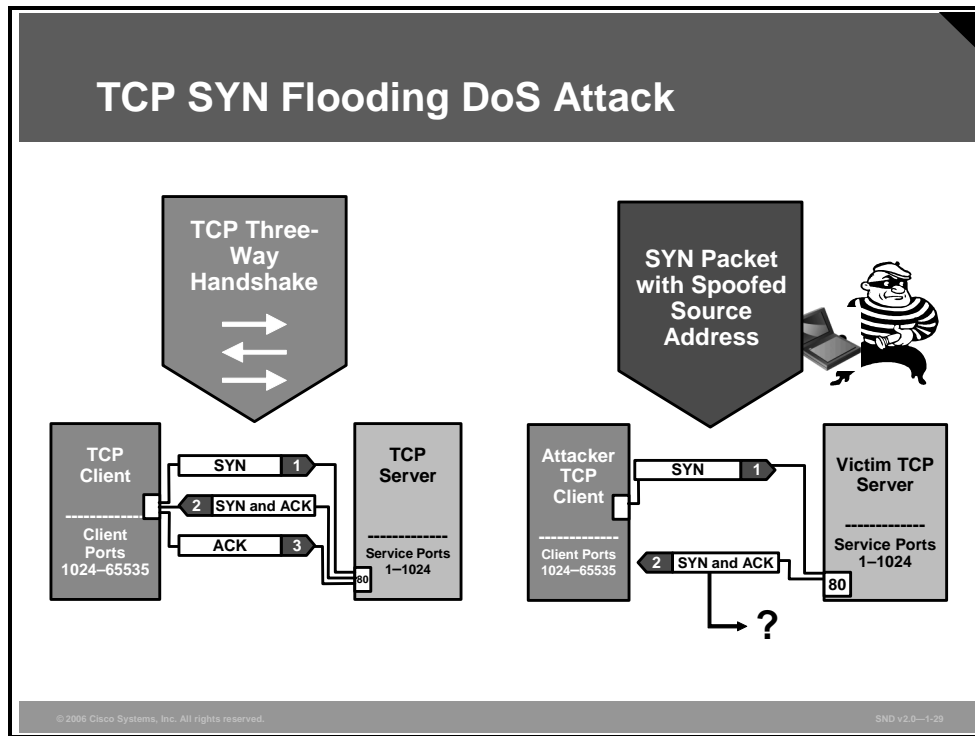 TCP SYN Flooding DoS Attack
TCP Three-
Way
Handshake
TCP
Client
-------------
Client
Ports
1024–65535
SYN 1
2 SYN and ACK
ACK 3
TCP
Server
-------------
Service Ports
1–1024
80
SYN Packet
with Spoofed
Source
Address
Attacker
TCP
Client
-------------
Client Ports
1024–65535
SYN 1
2 SYN and ACK
?
Victim TCP
Server
-------------
Service Ports
1–1024
80
© 2006 Cisco Systems, Inc. All rights reserved.
SND v2.0—1-29